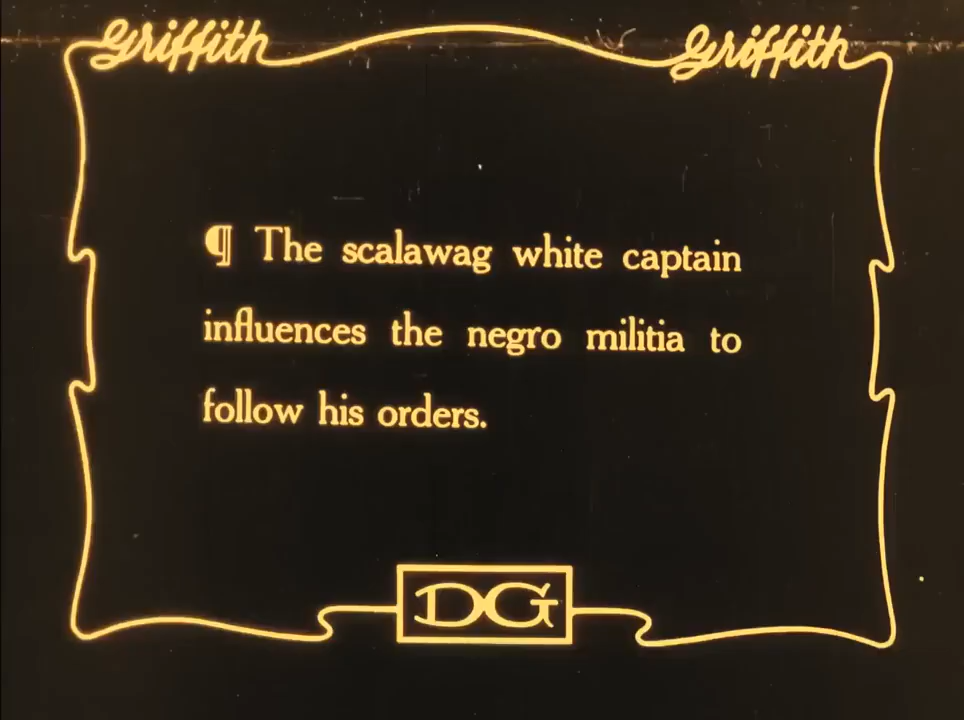 Griffith Griffith
¶ The scalawag white captain
influences the negro militia to
follow his orders.
DG